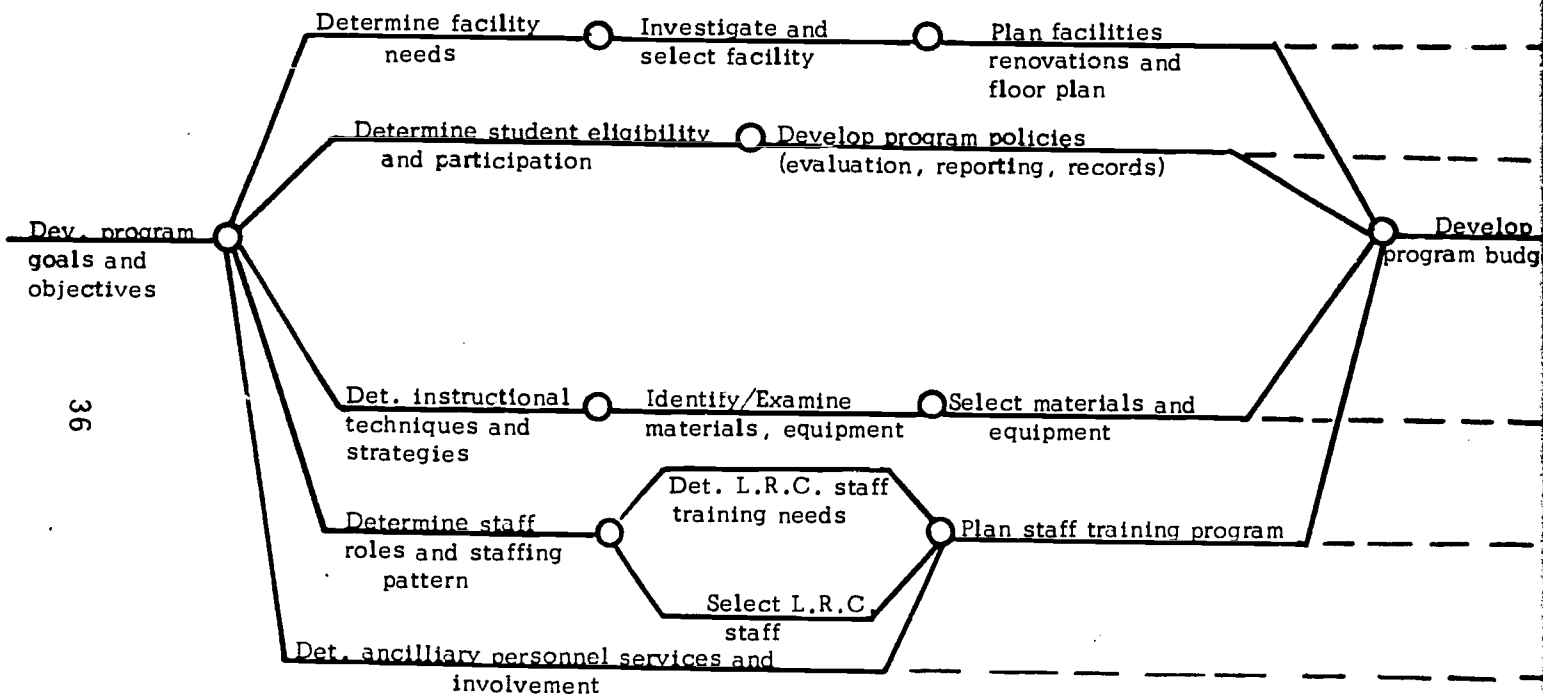 Determine facility
needs
Investigate and
select facility
Plan facilities
renovations and
floor plan
Determine student eligibility
and participation
Develop program policies
(evaluation, reporting, records)
Dev. program
goals and
objectives
Develop
program budg
36
Det. instructional
techniques and
strategies
Identify/Examine
materials, equipment
Select materials and
equipment
Determine staff
roles and staffing
pattern
Det. L.R.C. staff
training needs
Select L.R.C.
staff
Plan staff training program
Det. ancilliary personnel services and
involvement